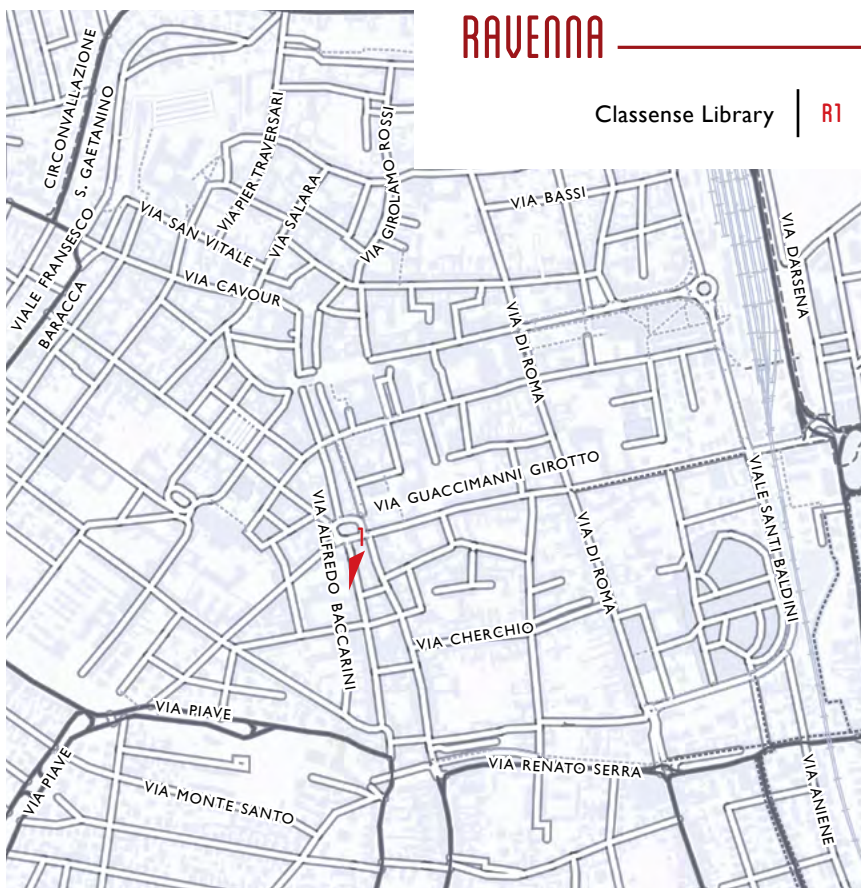 RAVENNA
Classense Library | R1
CIRCONVALLAZIONE
S. GAETANINO
VIA PIER TRAVERSARI
VIA GIROLAMO ROSSI
VIA BASSI
VIA SALARA
VIA SAN VITALE
VIA DARSENA
VIALE FRANSESCO
BARACCA
VIA CAVOUR
VIA DI ROMA
VIA GUACCIMANNI GIROTTO
VIALE SANTI BALDINI
VIA ALFREDO BACCARINI
1
VIA DI ROMA
VIA CHERCHIO
VIA PIAVE
VIA PIAVE
VIA RENATO SERRA
VIA MONTE SANTO
VIA ANIENE